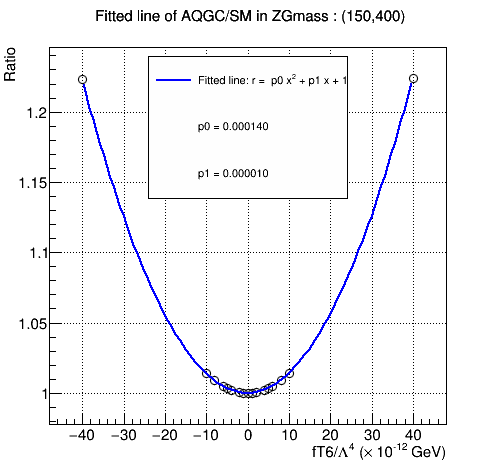 Fitted line of AQGC/SM in ZGmass : (150,400)
Ratio
Fitted line: r = p0 x² + p1 x + 1
p0 = 0.000140
p1 = 0.000010
1.2
1.15
1.1
1.05
1
−40 −30 −20 −10 0 10 20 30 40
fT6/Λ⁴ (× 10⁻¹² GeV)